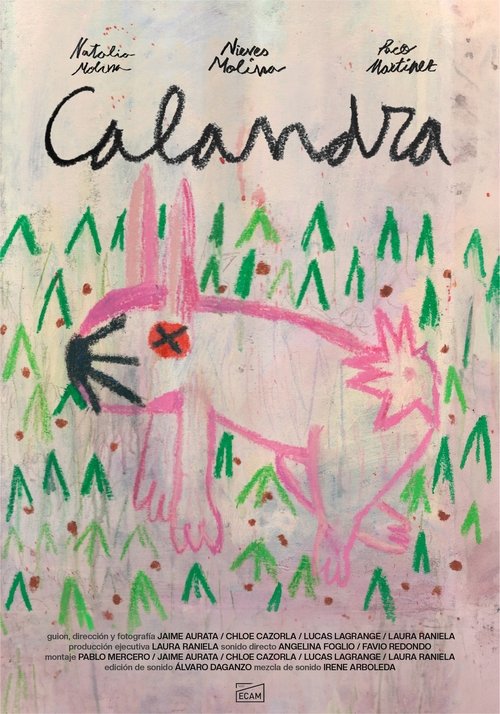 Natalia Molina
Nieves Molina
Paco Martínez
Calandra
guion, dirección y fotografía JAIME AURATA / CHLOE CAZORLA / LUCAS LAGRANGE / LAURA RANIELA
producción ejecutiva LAURA RANIELA sonido directo ANGELINA FOGLIO / FAVIO REDONDO
montaje PABLO MERCERO / JAIME AURATA / CHLOE CAZORLA / LUCAS LAGRANGE / LAURA RANIELA
edición de sonido ÁLVARO DAGANZO mezcla de sonido IRENE ARBOLEDA
ECAM